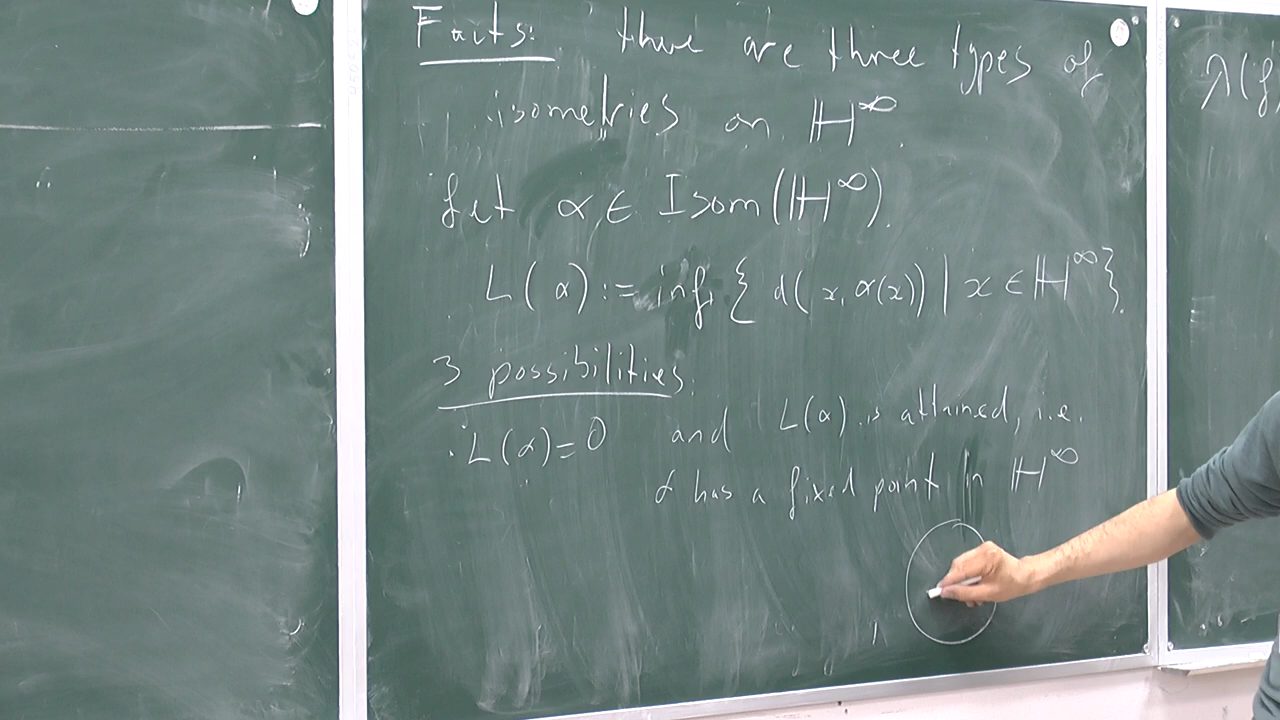 Facts: there are three types of
isometries on ℍ^∞.
Let α ∈ Isom(ℍ^∞).
L(α) := inf { d(x, α(x)) | x ∈ ℍ^∞ }.
3 possibilities:
· L(α) = 0 and L(α) is attained, i.e.
α has a fixed point in ℍ^∞
λ(f